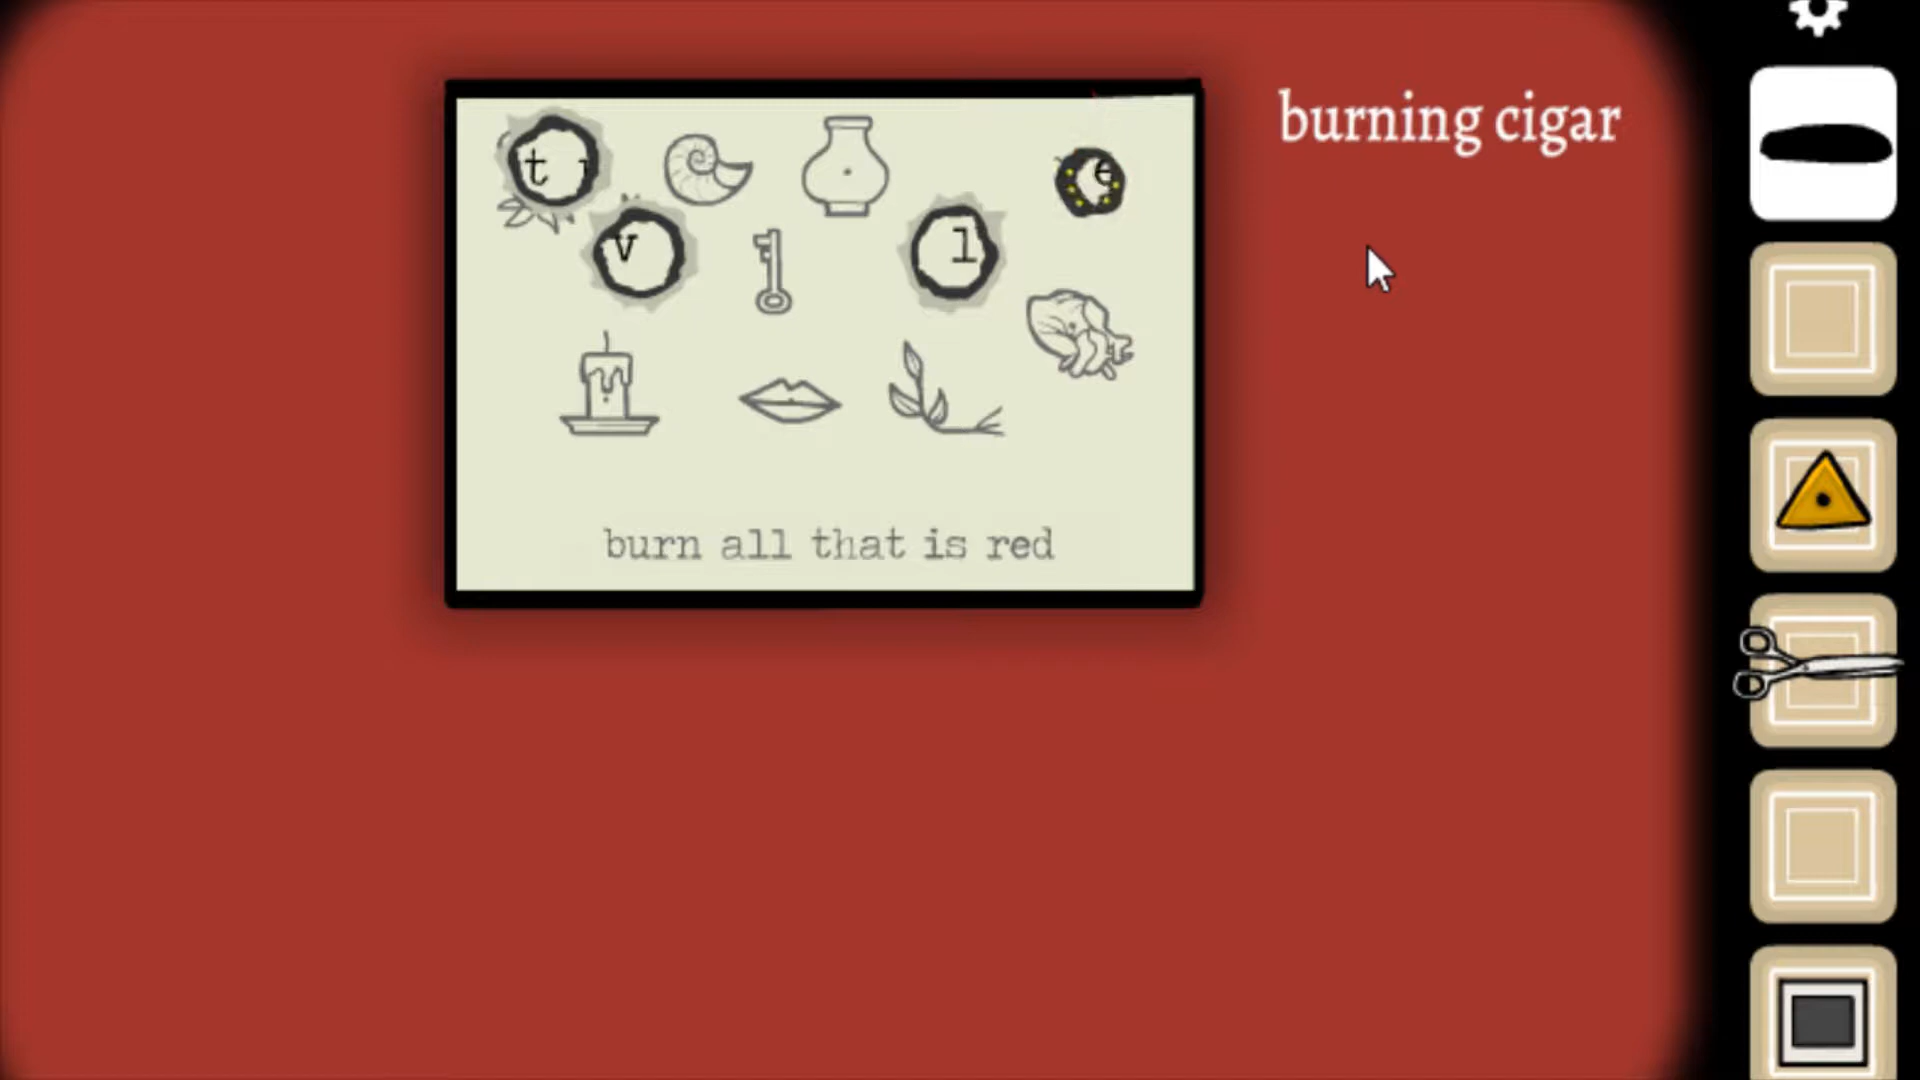 burning cigar
t e
v l
burn all that is red